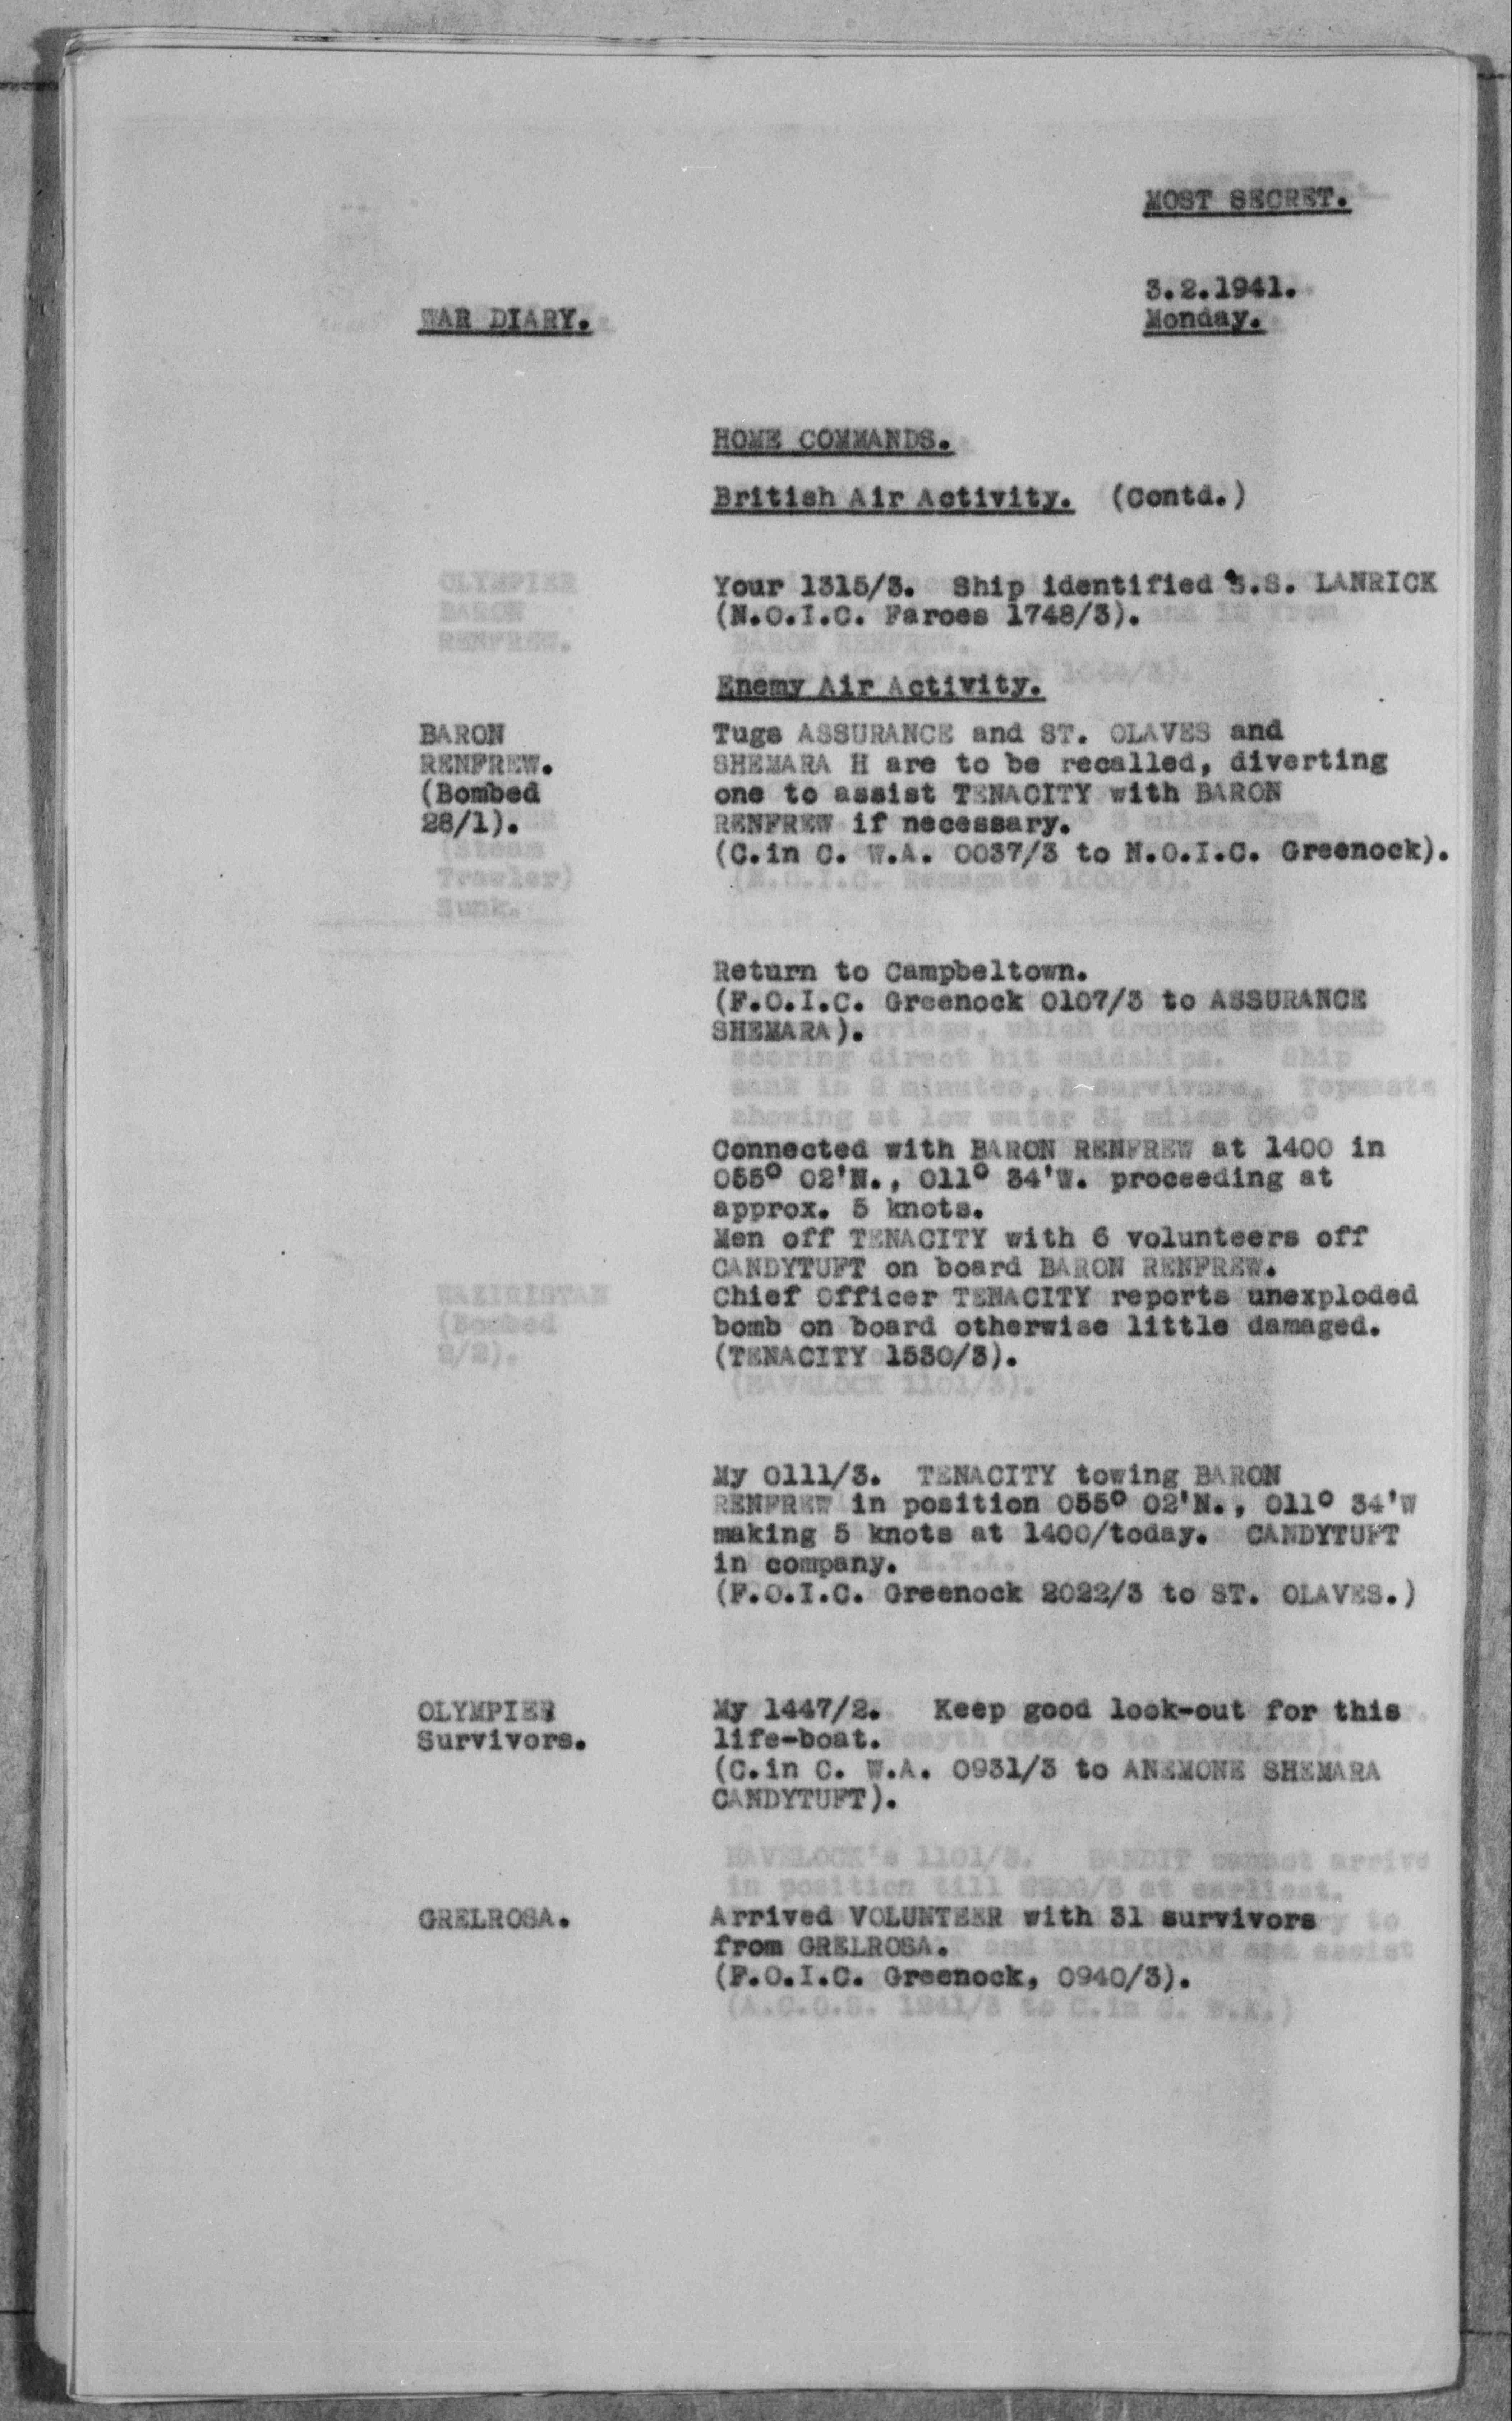 MOST SECRET.
3.2.1941.
WAR DIARY.
Monday.
HOME COMMANDS.
British Air Activity. (Contd.)
Your 1315/3. Ship identified S.S. LANRICK
(N.O.I.C. Faroes 1748/3).
Enemy Air Activity.
BARON
RENFREW.
(Bombed
28/1).
Tugs ASSURANCE and ST. OLAVES and
SHEMARA H are to be recalled, diverting
one to assist TENACITY with BARON
RENFREW if necessary.
(C.in C. W.A. 0037/3 to N.O.I.C. Greenock).
Return to Campbeltown.
(F.O.I.C. Greenock 0107/3 to ASSURANCE
SHEMARA).
Connected with BARON RENFREW at 1400 in
055° 02'N., 011° 34'W. proceeding at
approx. 5 knots.
Men off TENACITY with 6 volunteers off
CANDYTUFT on board BARON RENFREW.
Chief Officer TENACITY reports unexploded
bomb on board otherwise little damaged.
(TENACITY 1530/3).
My 0111/3. TENACITY towing BARON
RENFREW in position 055° 02'N., 011° 34'W
making 5 knots at 1400/today. CANDYTUFT
in company.
(F.O.I.C. Greenock 2022/3 to ST. OLAVES.)
OLYMPIER
Survivors.
My 1447/2. Keep good look-out for this
life-boat.
(C.in C. W.A. 0931/3 to ANEMONE SHEMARA
CANDYTUFT).
GRELROSA.
Arrived VOLUNTEER with 31 survivors
from GRELROSA.
(F.O.I.C. Greenock, 0940/3).